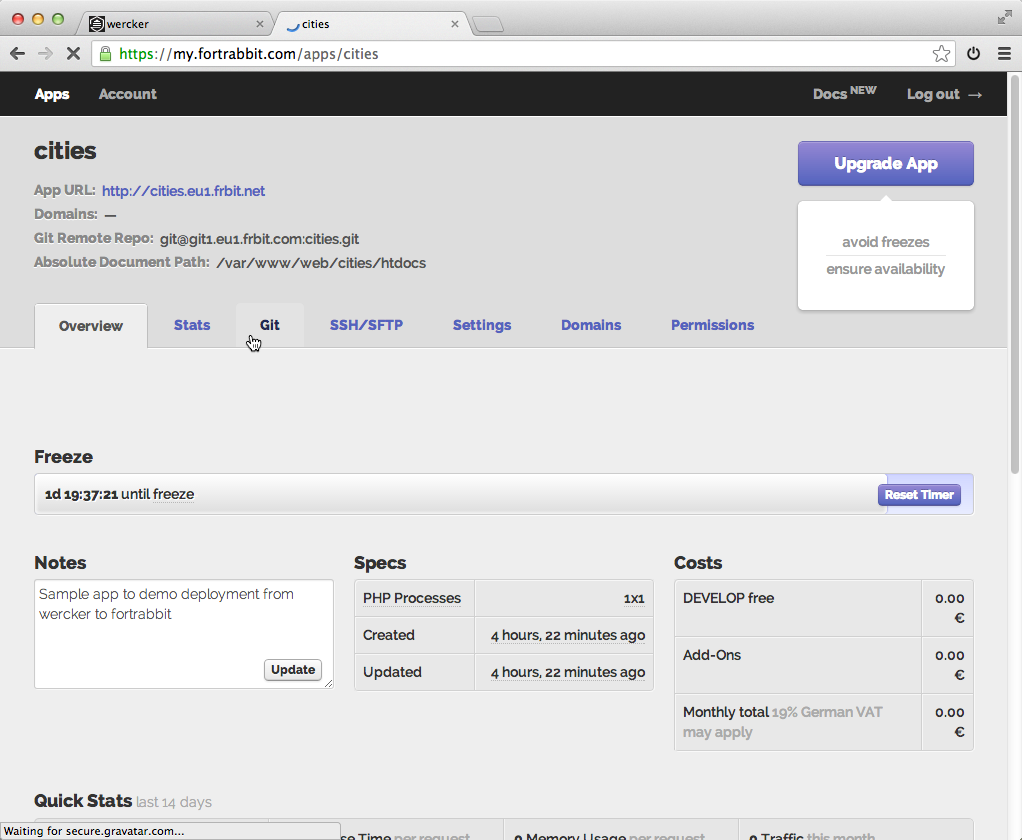 wercker
cities
https://my.fortrabbit.com/apps/cities
Apps Account Docs NEW Log out →
cities
Upgrade App
avoid freezes
ensure availability
App URL: http://cities.eu1.frbit.net
Domains: —
Git Remote Repo: git@git1.eu1.frbit.com:cities.git
Absolute Document Path: /var/www/web/cities/htdocs
Overview Stats Git SSH/SFTP Settings Domains Permissions
Freeze
1d 19:37:21 until freeze
Reset Timer
Notes
Sample app to demo deployment from
wercker to fortrabbit
Update
Specs
PHP Processes 1x1
Created 4 hours, 22 minutes ago
Updated 4 hours, 22 minutes ago
Costs
DEVELOP free 0.00
€
Add-Ons 0.00
€
Monthly total 19% German VAT 0.00
may apply €
Quick Stats last 14 days
Waiting for secure.gravatar.com...
se Time per request
0 Memory Usage per request
0 Traffic this month